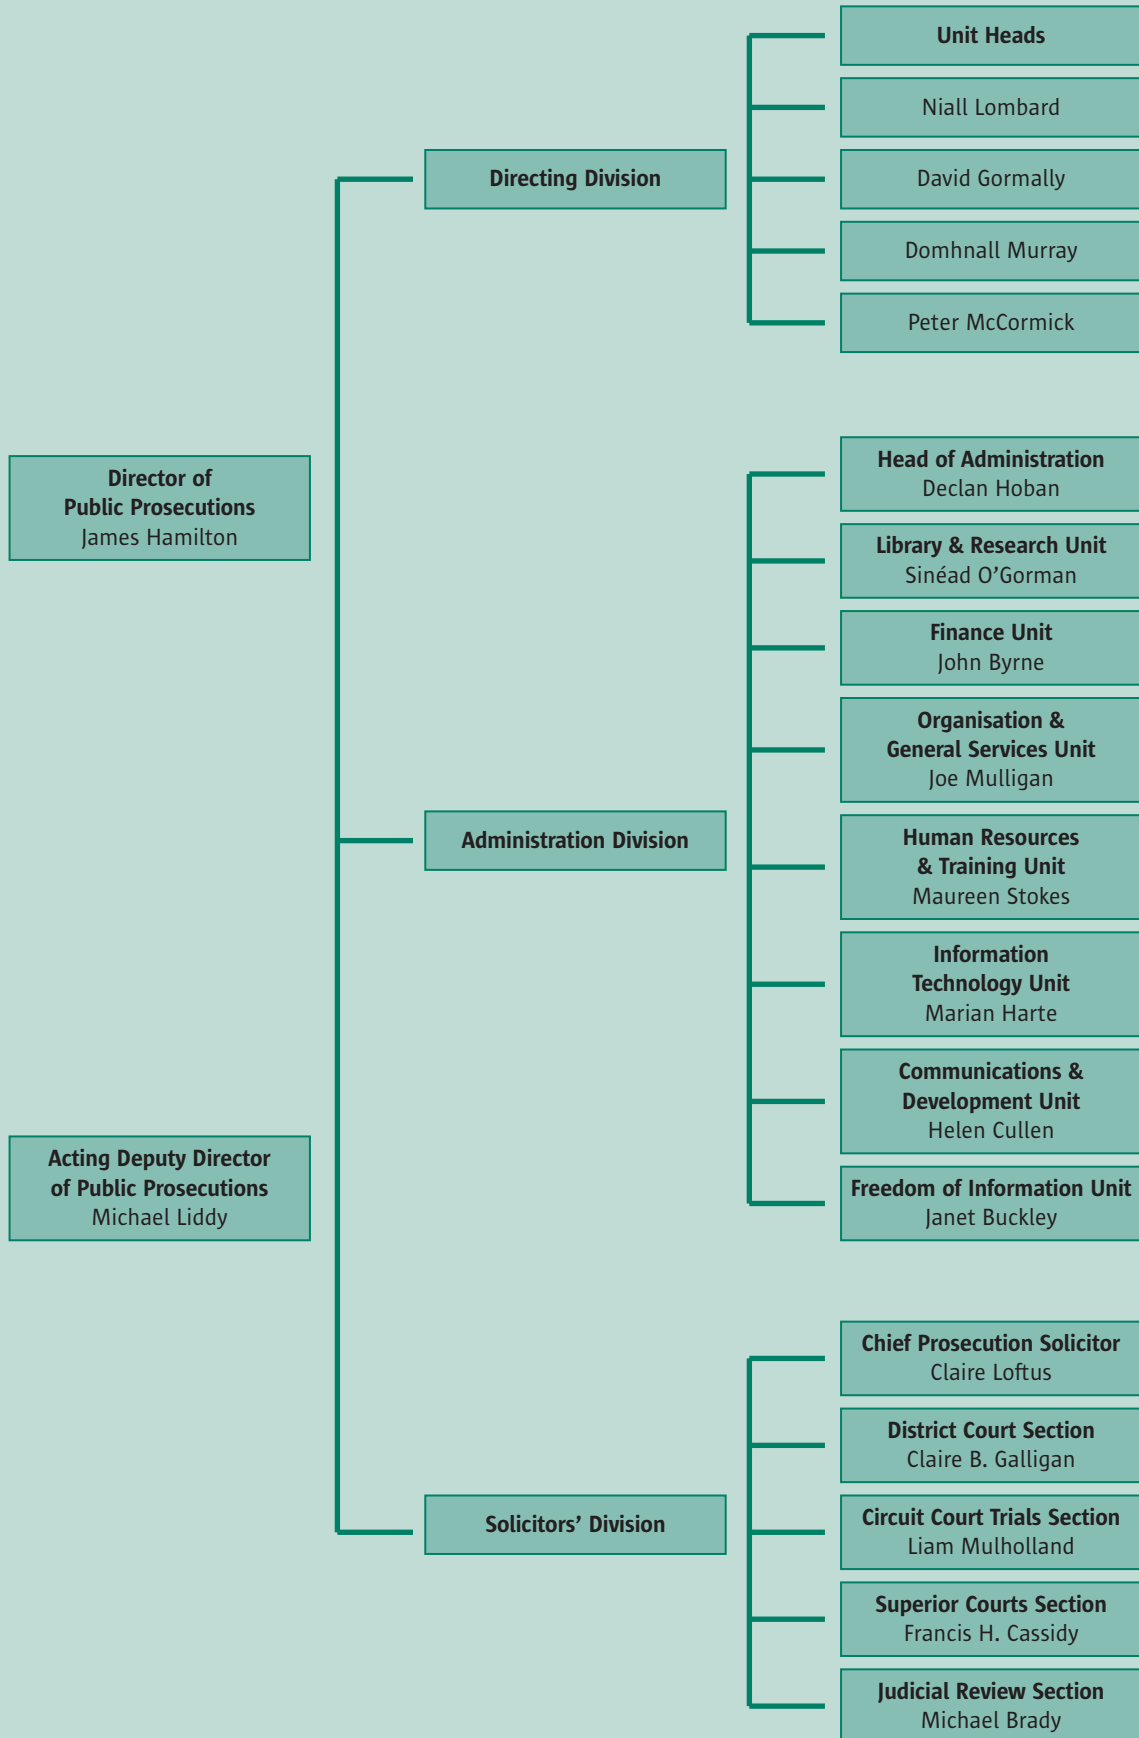 Director of
Public Prosecutions
James Hamilton
Acting Deputy Director
of Public Prosecutions
Michael Liddy
Directing Division
Unit Heads
Niall Lombard
David Gormally
Domhnall Murray
Peter McCormick
Administration Division
Head of Administration
Declan Hoban
Library & Research Unit
Sinéad O’Gorman
Finance Unit
John Byrne
Organisation &
General Services Unit
Joe Mulligan
Human Resources
& Training Unit
Maureen Stokes
Information
Technology Unit
Marian Harte
Communications &
Development Unit
Helen Cullen
Freedom of Information Unit
Janet Buckley
Solicitors’ Division
Chief Prosecution Solicitor
Claire Loftus
District Court Section
Claire B. Galligan
Circuit Court Trials Section
Liam Mulholland
Superior Courts Section
Francis H. Cassidy
Judicial Review Section
Michael Brady